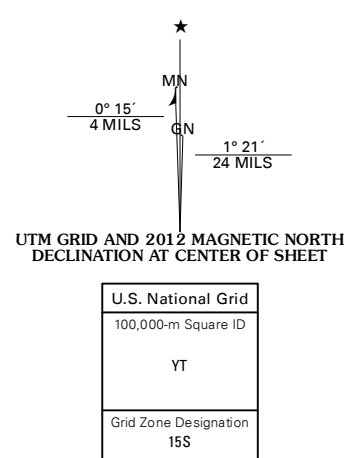 ★
MN
0° 15´
4 MILS
GN
1° 21´
24 MILS
UTM GRID AND 2012 MAGNETIC NORTH
DECLINATION AT CENTER OF SHEET
U.S. National Grid
100,000-m Square ID
YT
Grid Zone Designation
15S